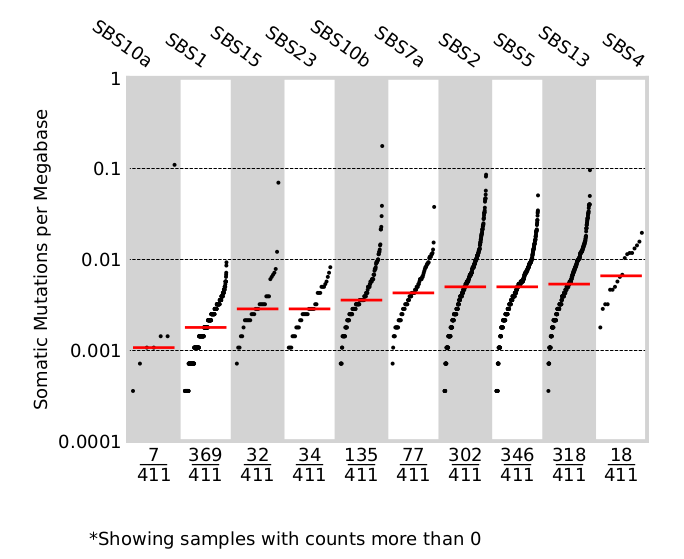 SBS10a SBS1 SBS15 SBS23 SBS10b SBS7a SBS2 SBS5 SBS13 SBS4
Somatic Mutations per Megabase
1
0.1
0.01
0.001
0.0001
7 369 32 34 135 77 302 346 318 18
411 411 411 411 411 411 411 411 411 411
*Showing samples with counts more than 0